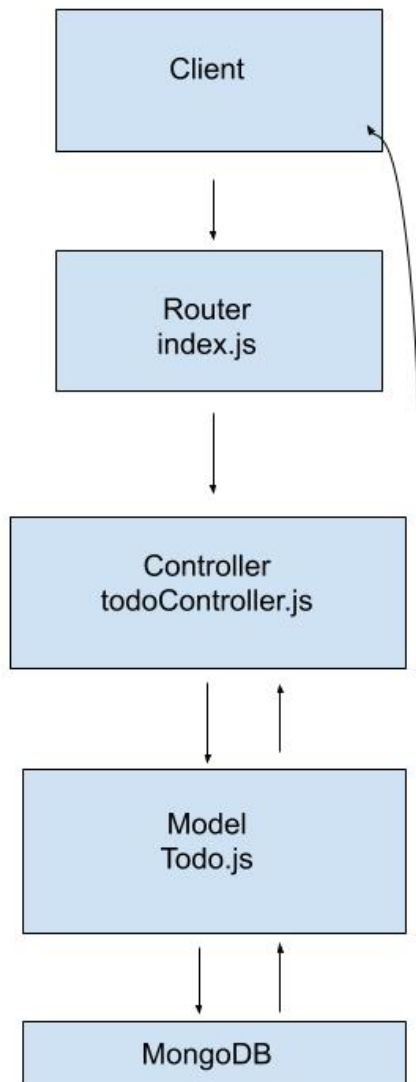 Client
Router
index.js
Controller
todoController.js
Model
Todo.js
MongoDB